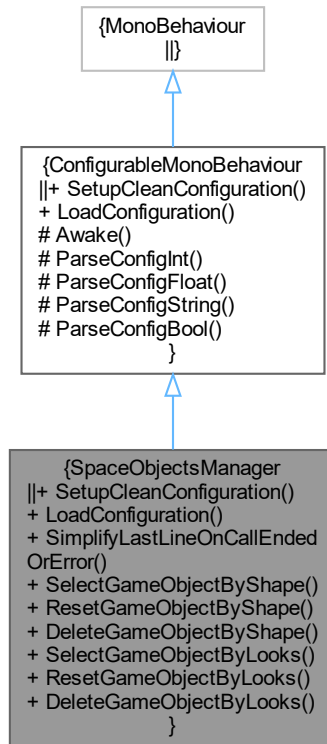 {MonoBehaviour
||}
{ConfigurableMonoBehaviour
||+ SetupCleanConfiguration()
+ LoadConfiguration()
# Awake()
# ParseConfigInt()
# ParseConfigFloat()
# ParseConfigString()
# ParseConfigBool()
}
{SpaceObjectsManager
||+ SetupCleanConfiguration()
+ LoadConfiguration()
+ SimplifyLastLineOnCallEnded
OrError()
+ SelectGameObjectByShape()
+ ResetGameObjectByShape()
+ DeleteGameObjectByShape()
+ SelectGameObjectByLooks()
+ ResetGameObjectByLooks()
+ DeleteGameObjectByLooks()
}